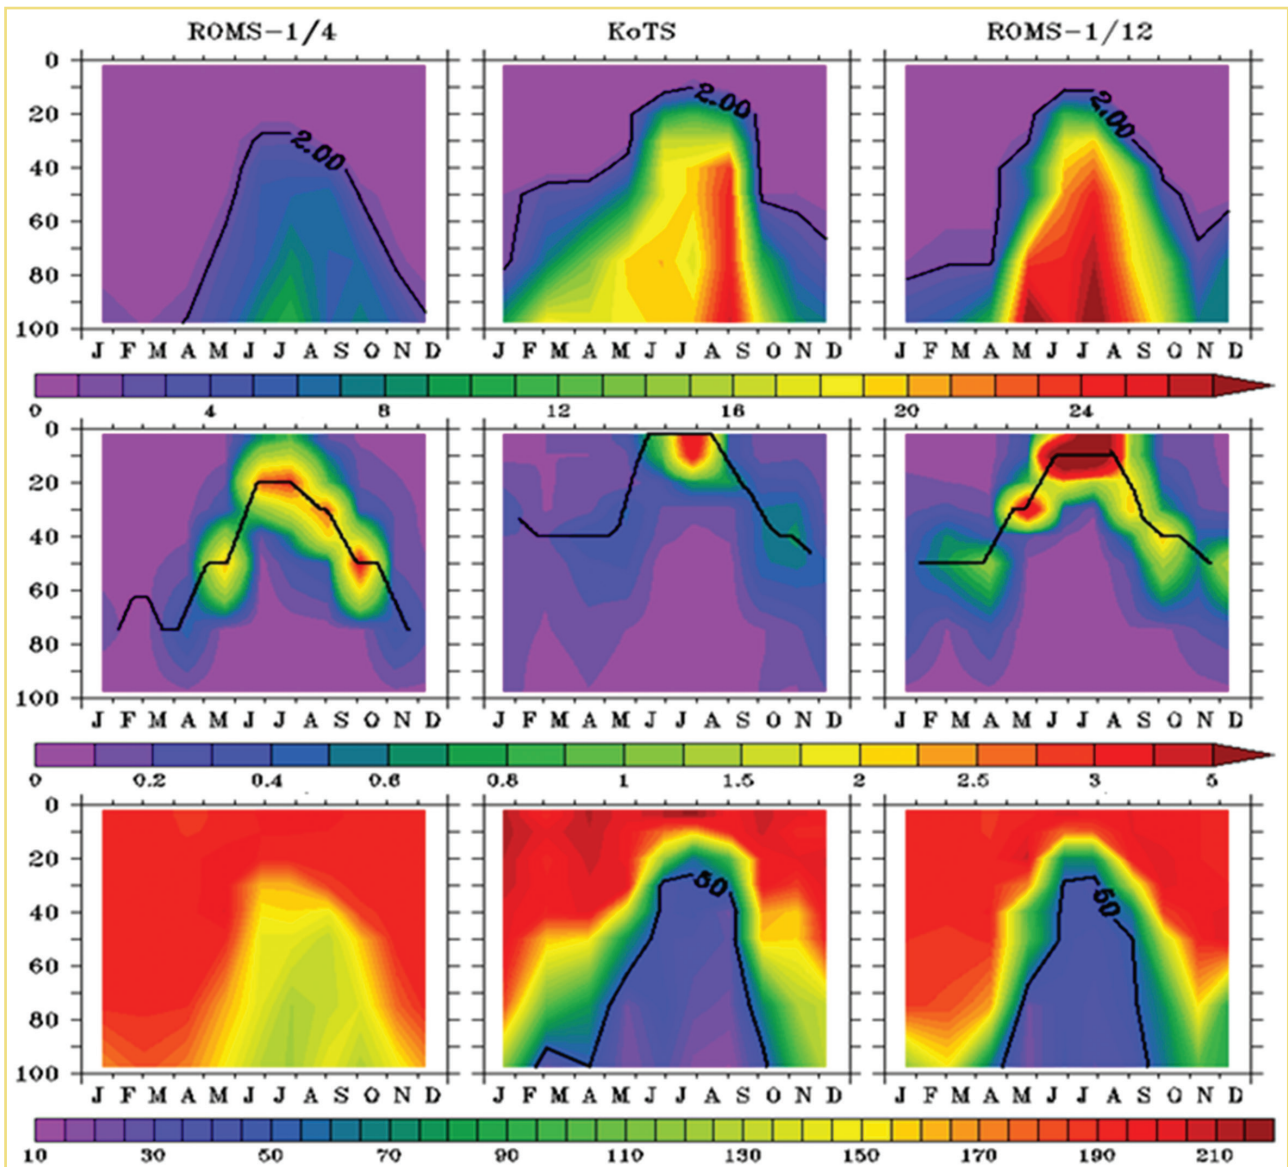 ROMS-1/4 KoTS ROMS-1/12
0
20
40
60
80
100
2.00 2.00 2.00
J F M A M J J A S O N D J F M A M J J A S O N D J F M A M J J A S O N D
0 4 8 12 16 20 24
0
20
40
60
80
100
J F M A M J J A S O N D J F M A M J J A S O N D J F M A M J J A S O N D
0 0.2 0.4 0.6 0.8 1 1.5 2 2.5 3 5
0
20
40
60
80
100
50 50
J F M A M J J A S O N D J F M A M J J A S O N D J F M A M J J A S O N D
10 30 50 70 90 110 130 150 170 190 210